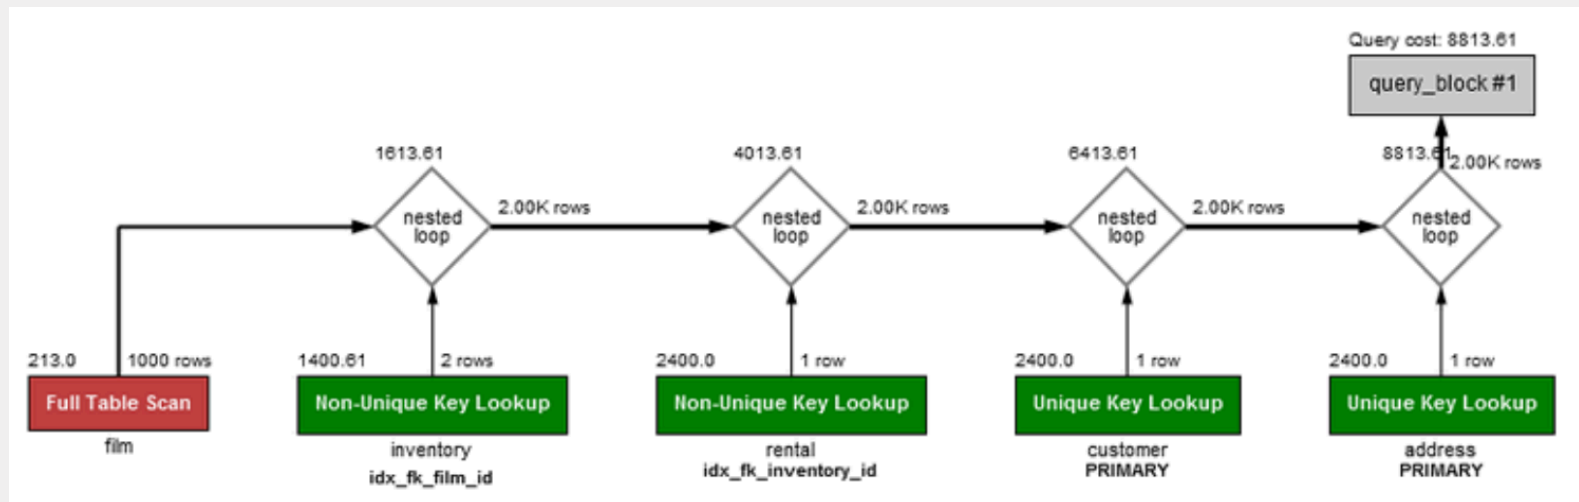 Query cost: 8813.61
query_block #1
1613.61
4013.61
6413.61
8813.61
2.00K rows
nested
loop
2.00K rows
nested
loop
2.00K rows
nested
loop
2.00K rows
nested
loop
213.0
1000 rows
1400.61
2 rows
2400.0
1 row
2400.0
1 row
2400.0
1 row
Full Table Scan
Non-Unique Key Lookup
Non-Unique Key Lookup
Unique Key Lookup
Unique Key Lookup
film
inventory
idx_fk_film_id
rental
idx_fk_inventory_id
customer
PRIMARY
address
PRIMARY